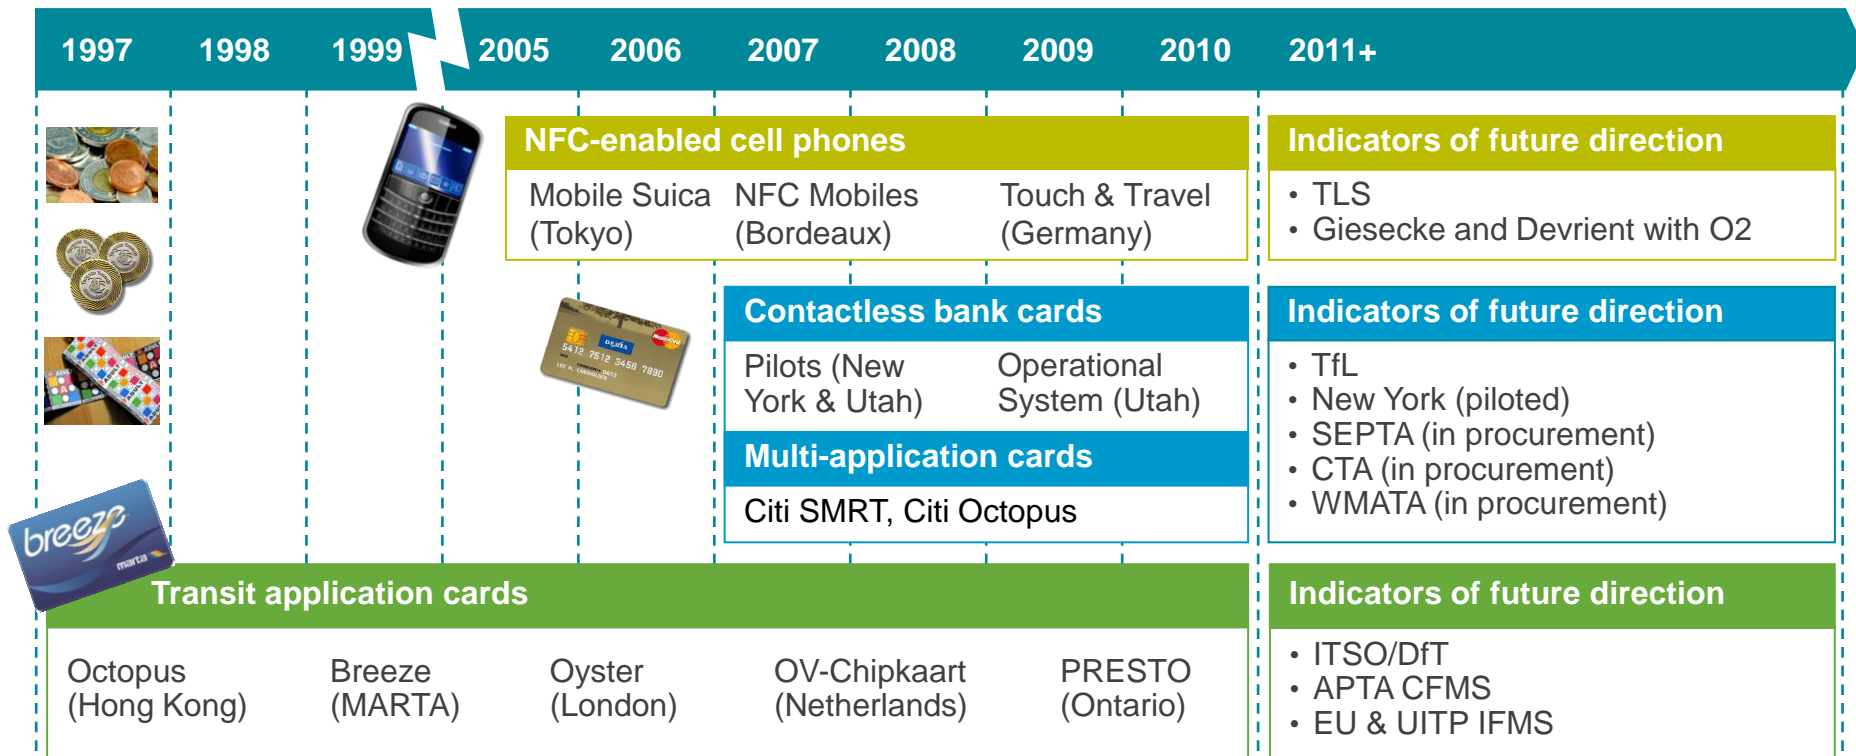 1997 1998 1999 2005 2006 2007 2008 2009 2010 2011+
NFC-enabled cell phones
Mobile Suica
(Tokyo)
NFC Mobiles
(Bordeaux)
Touch & Travel
(Germany)
Indicators of future direction
• TLS
• Giesecke and Devrient with O2
Contactless bank cards
Pilots (New
York & Utah)
Operational
System (Utah)
Multi-application cards
Citi SMRT, Citi Octopus
Indicators of future direction
• TfL
• New York (piloted)
• SEPTA (in procurement)
• CTA (in procurement)
• WMATA (in procurement)
5412 7512 3458 7890
breeze
marta
Transit application cards
Octopus
(Hong Kong)
Breeze
(MARTA)
Oyster
(London)
OV-Chipkaart
(Netherlands)
PRESTO
(Ontario)
Indicators of future direction
• ITSO/DfT
• APTA CFMS
• EU & UITP IFMS